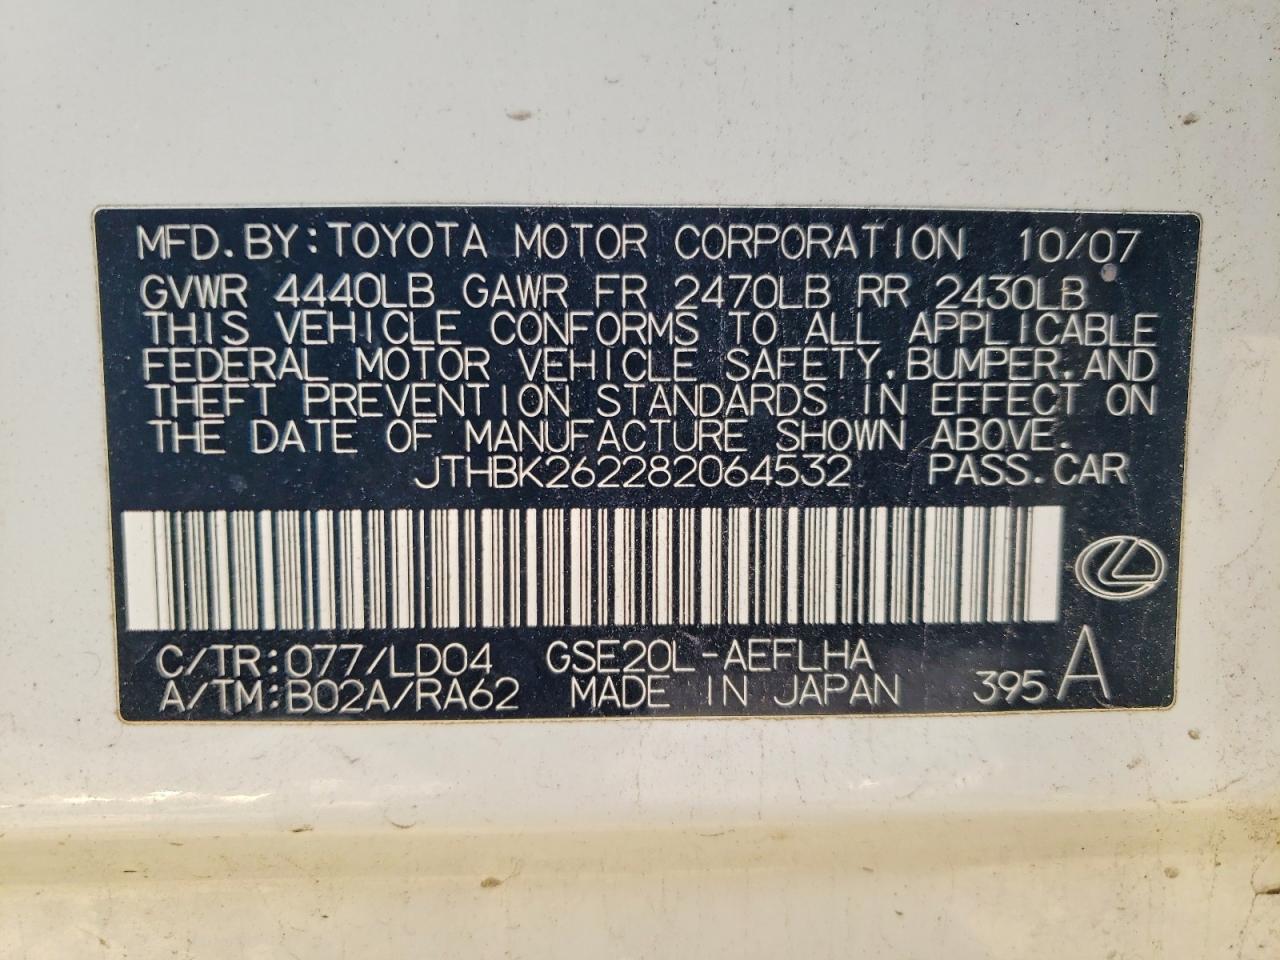 MFD.BY:TOYOTA MOTOR CORPORATION 10/07
GVWR 4440LB GAWR FR 2470LB RR 2430LB
THIS VEHICLE CONFORMS TO ALL APPLICABLE
FEDERAL MOTOR VEHICLE SAFETY,BUMPER,AND
THEFT PREVENTION STANDARDS IN EFFECT ON
THE DATE OF MANUFACTURE SHOWN ABOVE.
JTHBK262282064532 PASS.CAR
C/TR:077/LD04 GSE20L-AEFLHA
A/TM:B02A/RA62 MADE IN JAPAN 395 A